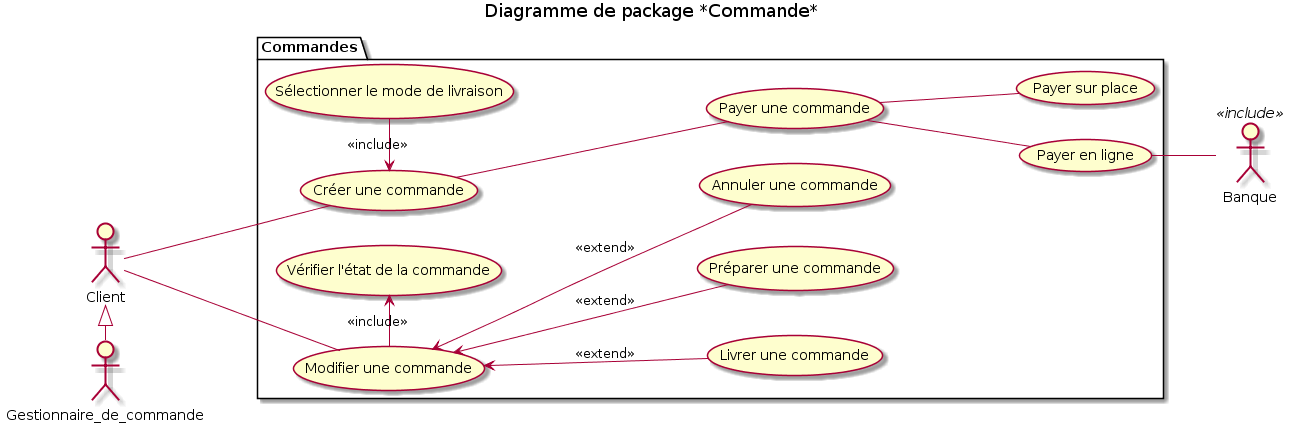 Diagramme de package *Commande*
Commandes
Sélectionner le mode de livraison
Payer une commande
Payer sur place
«include»
«include»
Payer en ligne
Banque
Créer une commande
Annuler une commande
«extend»
Vérifier l'état de la commande
Préparer une commande
Client
«extend»
«include»
«extend»
Livrer une commande
Modifier une commande
Gestionnaire_de_commande